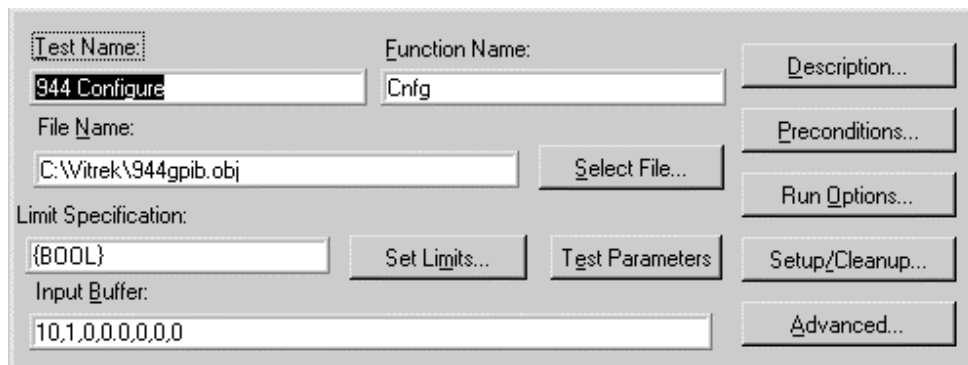 Test Name:
Function Name:
Description...
944 Configure
Cnfg
File Name:
Preconditions...
C:\Vitrek\944gpib.obj
Select File...
Run Options...
Limit Specification:
{BOOL}
Set Limits...
Test Parameters
Setup/Cleanup...
Input Buffer:
10,1,0,0.0,0,0,0
Advanced...